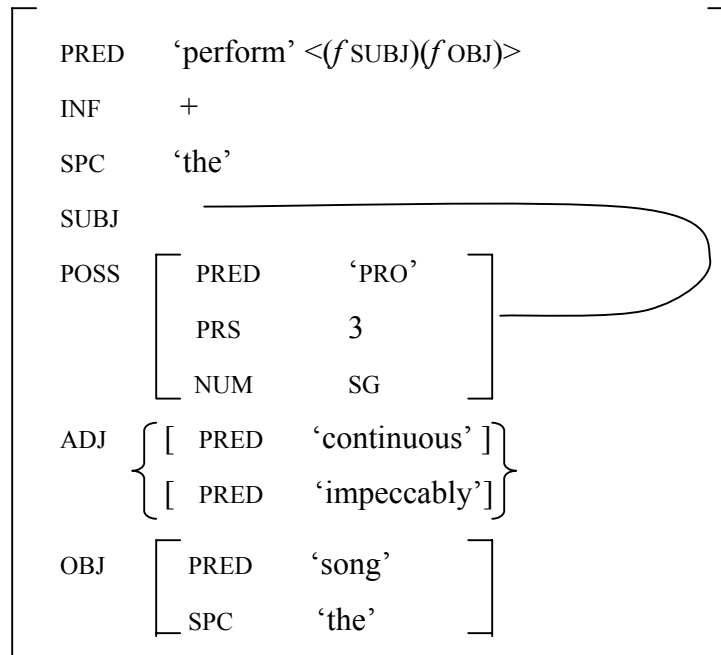 PRED ‘perform’ <(f SUBJ)(f OBJ)>
INF +
SPC ‘the’
SUBJ
POSS [ PRED ‘PRO’ ]
PRS 3
NUM SG
ADJ { [ PRED ‘continuous’ ] }
[ PRED ‘impeccably’]
OBJ [ PRED ‘song’ ]
SPC ‘the’